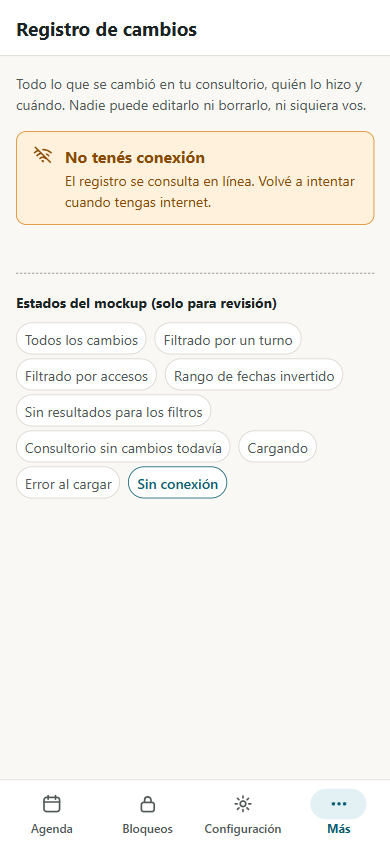 Registro de cambios
Todo lo que se cambió en tu consultorio, quién lo hizo y
cuándo. Nadie puede editarlo ni borrarlo, ni siquiera vos.
No tenés conexión
El registro se consulta en línea. Volvé a intentar
cuando tengas internet.
Estados del mockup (solo para revisión)
Todos los cambios
Filtrado por un turno
Filtrado por accesos
Rango de fechas invertido
Sin resultados para los filtros
Consultorio sin cambios todavía
Cargando
Error al cargar
Sin conexión
Agenda
Bloqueos
Configuración
Más